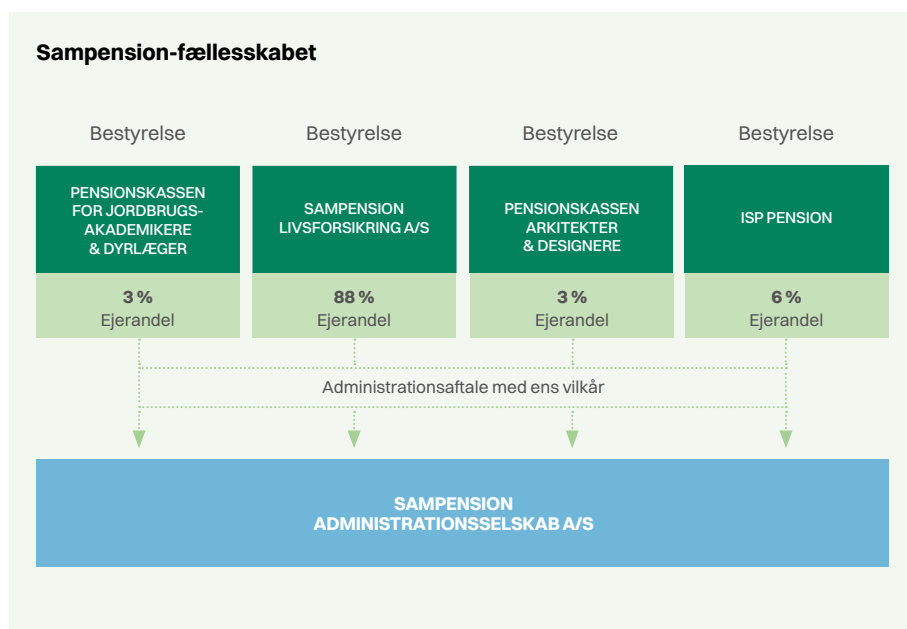 Sampension-fællesskabet
Bestyrelse
Bestyrelse
Bestyrelse
Bestyrelse
PENSIONSKASSEN
FOR JORDBRUGS-
AKADEMIKERE
& DYRLÆGER
SAMPENSION
LIVSFORSIKRING A/S
PENSIONSKASSEN
ARKITEKTER
& DESIGNERE
ISP PENSION
3 %
Ejerandel
88 %
Ejerandel
3 %
Ejerandel
6 %
Ejerandel
Administrationsaftale med ens vilkår
SAMPENSION
ADMINISTRATIONSSELSKAB A/S